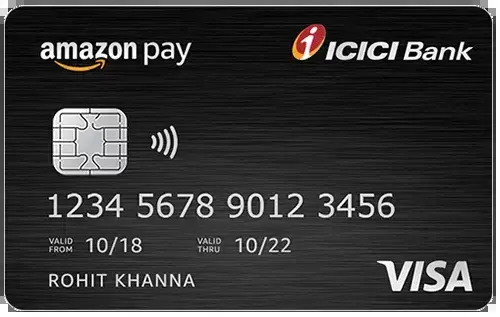 amazon pay
i ICICI Bank
1234 5678 9012 3456
VALID FROM 10/18 VALID THRU 10/22
ROHIT KHANNA
VISA